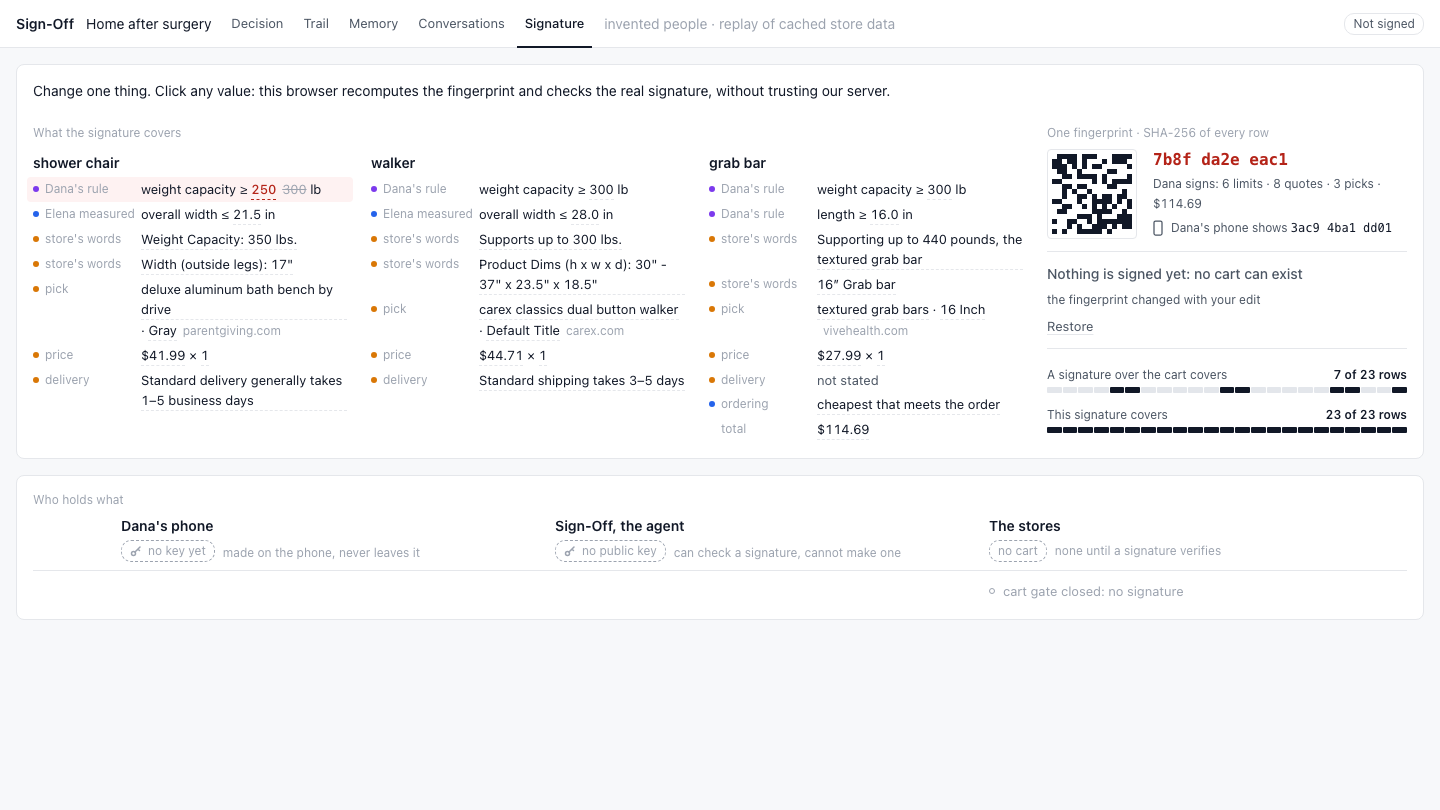 Sign-Off Home after surgery Decision Trail Memory Conversations Signature invented people · replay of cached store data Not signed
Change one thing. Click any value: this browser recomputes the fingerprint and checks the real signature, without trusting our server.
What the signature covers
shower chair
Dana's rule weight capacity ≥ 250 300 lb
Elena measured overall width ≤ 21.5 in
store's words Weight Capacity: 350 lbs.
store's words Width (outside legs): 17"
pick deluxe aluminum bath bench by
drive
· Gray parentgiving.com
price $41.99 × 1
delivery Standard delivery generally takes
1–5 business days
walker
Dana's rule weight capacity ≥ 300 lb
Elena measured overall width ≤ 28.0 in
store's words Supports up to 300 lbs.
store's words Product Dims (h x w x d): 30" -
37" x 23.5" x 18.5"
pick carex classics dual button walker
· Default Title carex.com
price $44.71 × 1
delivery Standard shipping takes 3–5 days
grab bar
Dana's rule weight capacity ≥ 300 lb
Dana's rule length ≥ 16.0 in
store's words Supporting up to 440 pounds, the
textured grab bar
store's words 16” Grab bar
pick textured grab bars · 16 Inch
vivehealth.com
price $27.99 × 1
delivery not stated
ordering cheapest that meets the order
total $114.69
One fingerprint · SHA-256 of every row
7b8f da2e eac1
Dana signs: 6 limits · 8 quotes · 3 picks ·
$114.69
Dana's phone shows 3ac9 4ba1 dd01
Nothing is signed yet: no cart can exist
the fingerprint changed with your edit
Restore
A signature over the cart covers 7 of 23 rows
This signature covers 23 of 23 rows
Who holds what
Dana's phone
no key yet made on the phone, never leaves it
Sign-Off, the agent
no public key can check a signature, cannot make one
The stores
no cart none until a signature verifies
cart gate closed: no signature